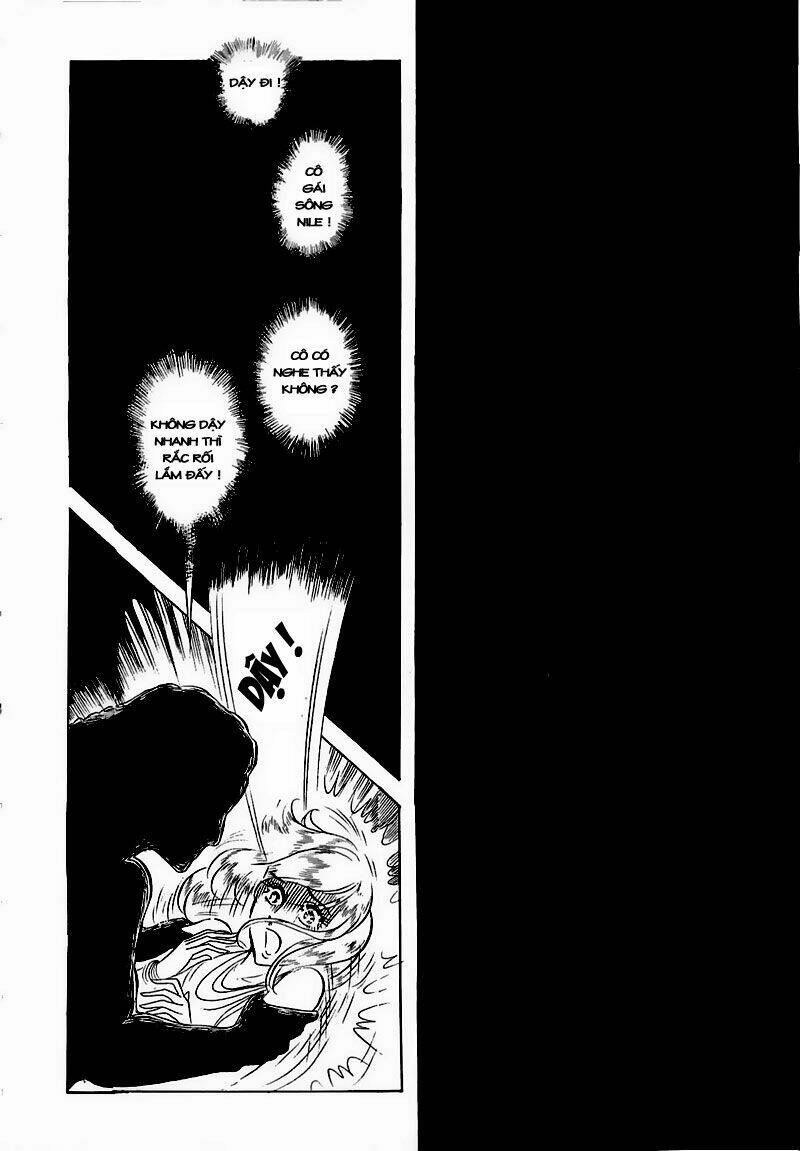 DẬY ĐI !
CÔ
GÁI
SÔNG
NILE !
CÔ CÓ
NGHE THẤY
KHÔNG ?
KHÔNG DẬY
NHANH THÌ
RẮC RỐI
LẮM ĐẤY !
DẬY !